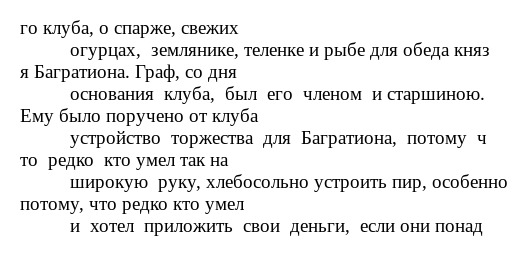 го клуба, о спарже, свежих
огурцах, землянике, теленке и рыбе для обеда княз
я Багратиона. Граф, со дня
основания клуба, был его членом и старшиною.
Ему было поручено от клуба
устройство торжества для Багратиона, потому ч
то редко кто умел так на
широкую руку, хлебосольно устроить пир, особенно
потому, что редко кто умел
и хотел приложить свои деньги, если они понад